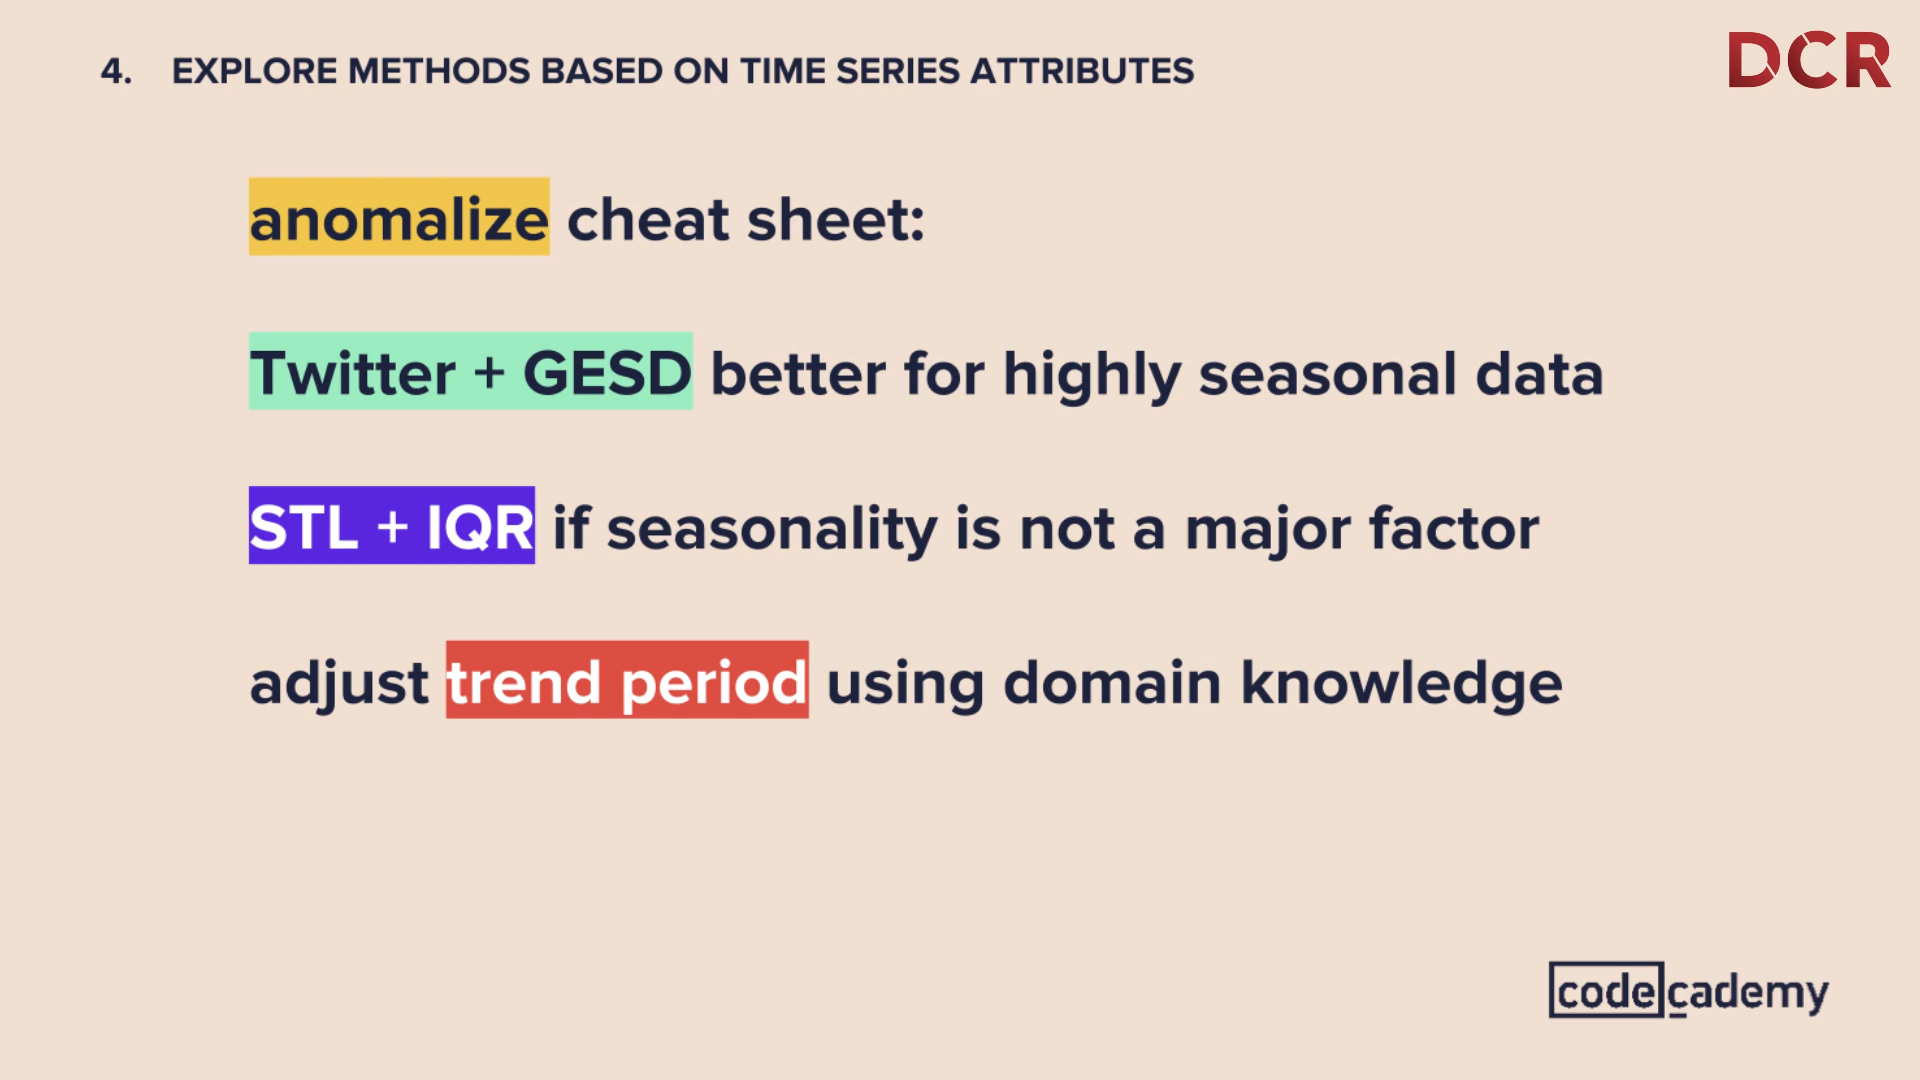 4. EXPLORE METHODS BASED ON TIME SERIES ATTRIBUTES
DCR
anomalize cheat sheet:
Twitter + GESD better for highly seasonal data
STL + IQR if seasonality is not a major factor
adjust trend period using domain knowledge
codecademy